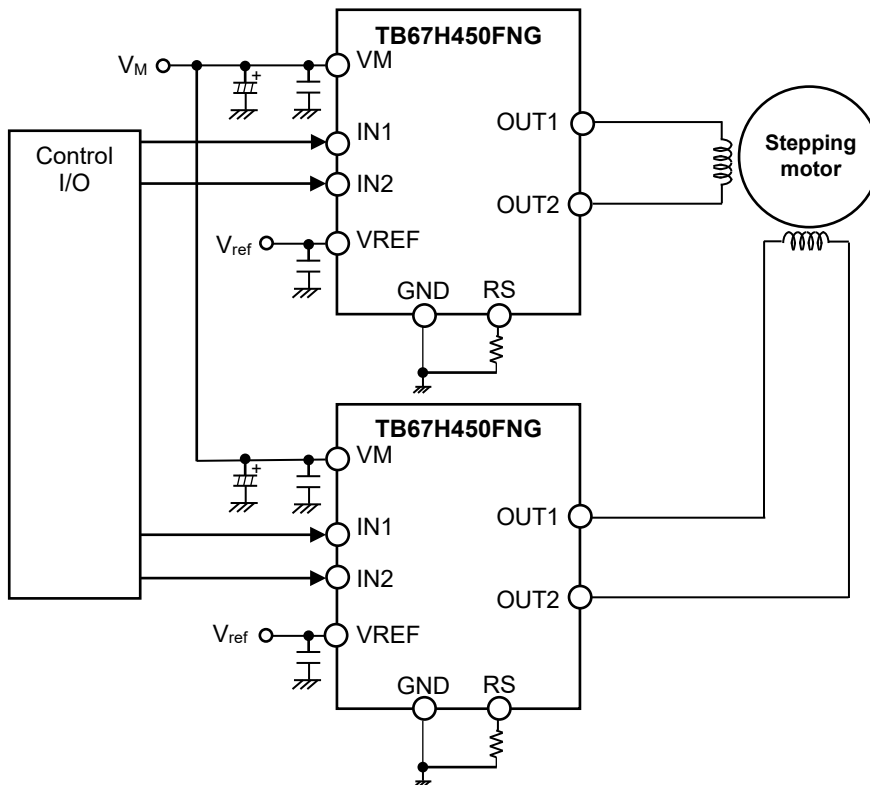 TB67H450FNG
VM
VM
+
IN1
OUT1
Control
I/O
Stepping
motor
IN2
OUT2
Vref
VREF
GND
RS
TB67H450FNG
VM
+
IN1
OUT1
IN2
OUT2
Vref
VREF
GND
RS